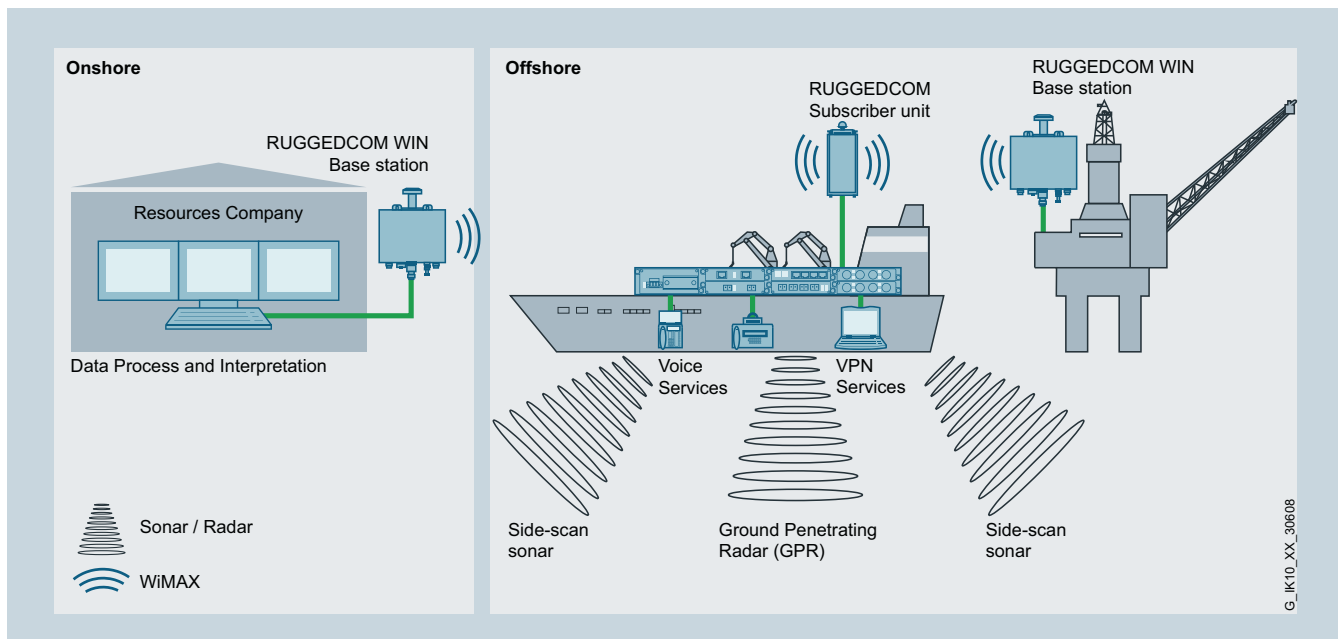 Onshore
RUGGEDCOM WIN
Base station
Resources Company
Data Process and Interpretation
Sonar / Radar
WiMAX
Offshore
RUGGEDCOM
Subscriber unit
RUGGEDCOM WIN
Base station
Voice
Services
VPN
Services
Side-scan
sonar
Ground Penetrating
Radar (GPR)
Side-scan
sonar
G_IK10_XX_30608